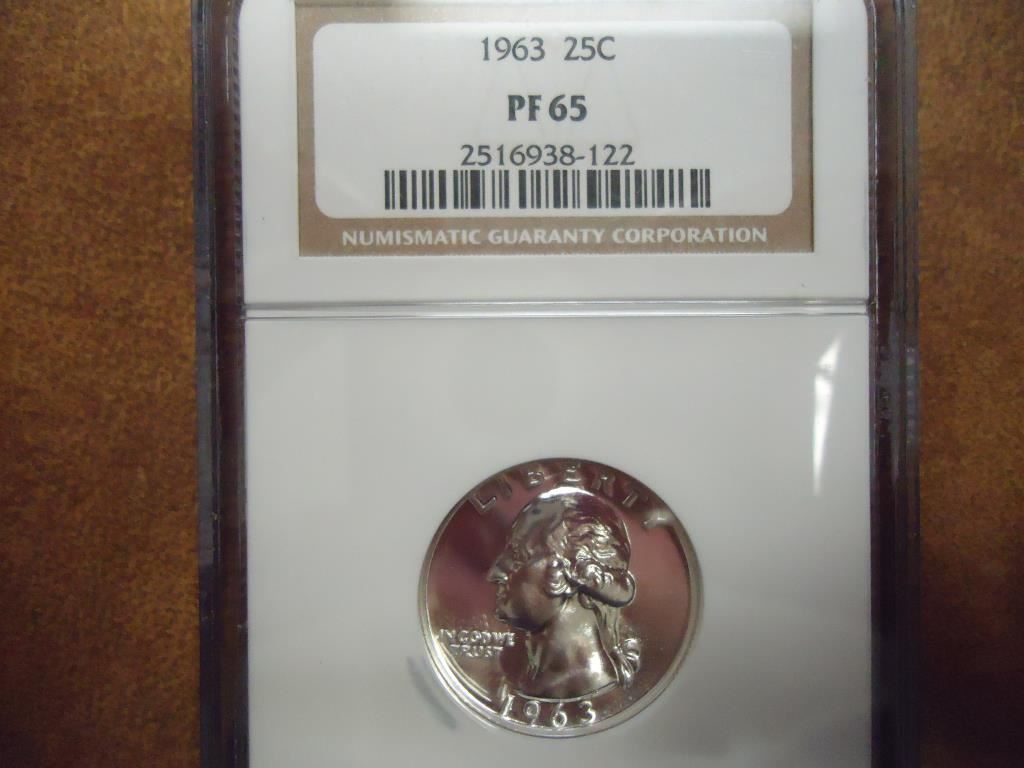 1963 25C
PF 65
2516938-122
NUMISMATIC GUARANTY CORPORATION
LIBERTY
IN GOD WE
TRUST
1963